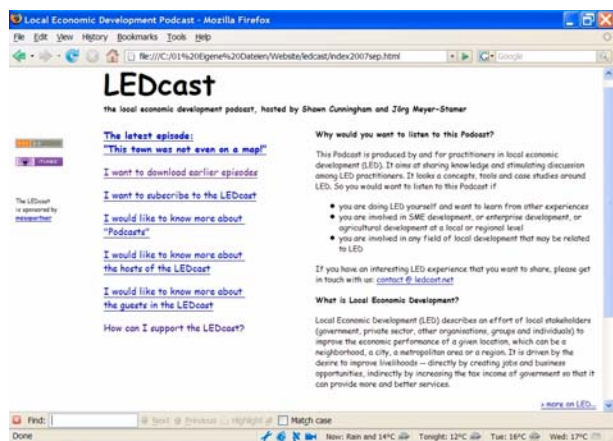 Local Economic Development Podcast - Mozilla Firefox
File Edit View History Bookmarks Tools Help
file:///C:/01%20Eigene%20Dateien/Website/ledcast/index2007sep.html
Google
LEDcast
the local economic development podcast, hosted by Shawn Cunningham and Jörg Meyer-Stamer
The latest episode:
"This town was not even on a map!"
I want to download earlier episodes
I want to subscribe to the LEDcast
I would like to know more about
"Podcasts"
I would like to know more about
the hosts of the LEDcast
I would like to know more about
the guests in the LEDcast
How can I support the LEDcast?
The LEDcast
is sponsored by
mesopartner
Why would you want to listen to this Podcast?
This Podcast is produced by and for practitioners in local economic
development (LED). It aims at sharing knowledge and stimulating discussion
among LED practitioners. It looks a concepts, tools and case studies around
LED. So you would want to listen to this Podcast if
you are doing LED yourself and want to learn from other experiences
you are involved in SME development, or enterprise development, or
agricultural development at a local or regional level
you are involved in any field of local development that may be related
to LED
If you have an interesting LED experience that you want to share, please get
in touch with us: contact @ ledcast.net
What is Local Economic Development?
Local Economic Development (LED) describes an effort of local stakeholders
(government, private sector, other organisations, groups and individuals) to
improve the economic performance of a given location, which can be a
neighborhood, a city, a metropolitan area or a region. It is driven by the
desire to improve livelihoods -- directly by creating jobs and business
opportunities, indirectly by increasing the tax income of government so that it
can provide more and better services.
› more on LED...
Find: Next Previous Highlight all Match case
Done Now: Rain and 14°C Tonight: 12°C Tue: 16°C Wed: 17°C